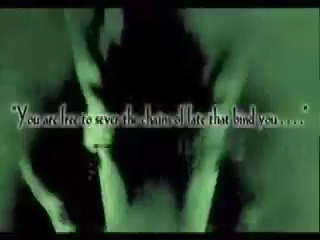 "You are free to sever the chains of fate that bind you . . . ."